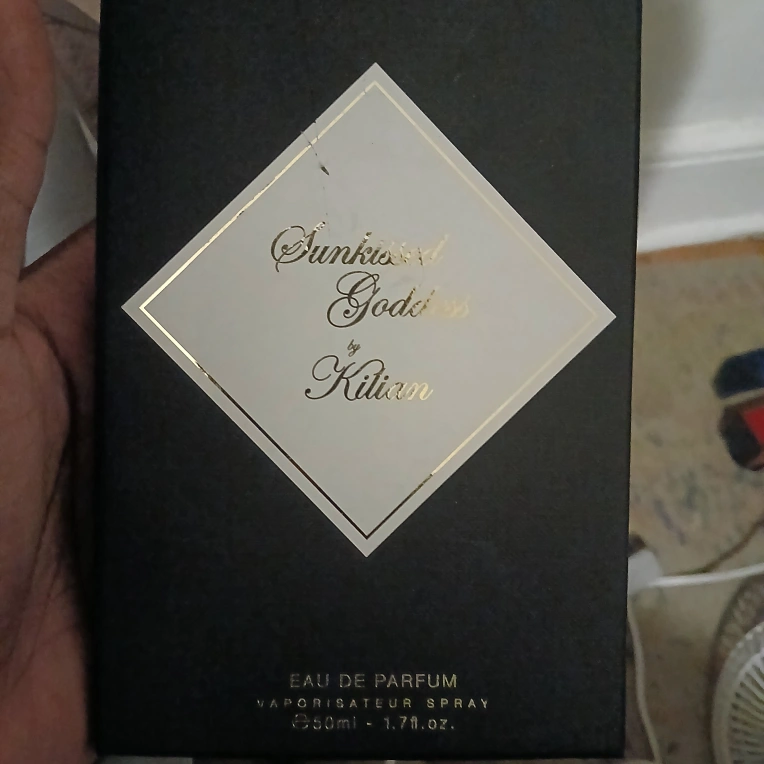 Sunkissed
Goddess
by
Kilian
EAU DE PARFUM
VAPORISATEUR SPRAY
℮50ml - 1.7fl.oz.